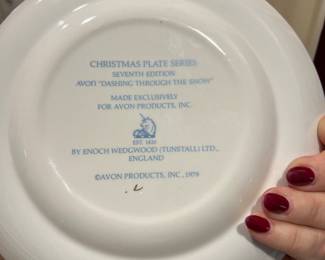 CHRISTMAS PLATE SERIES
SEVENTH EDITION
AVON "DASHING THROUGH THE SNOW"
MADE EXCLUSIVELY
FOR AVON PRODUCTS, INC.
EST. 1835
BY ENOCH WEDGWOOD (TUNSTALL) LTD.,
ENGLAND
©AVON PRODUCTS, INC., 1979